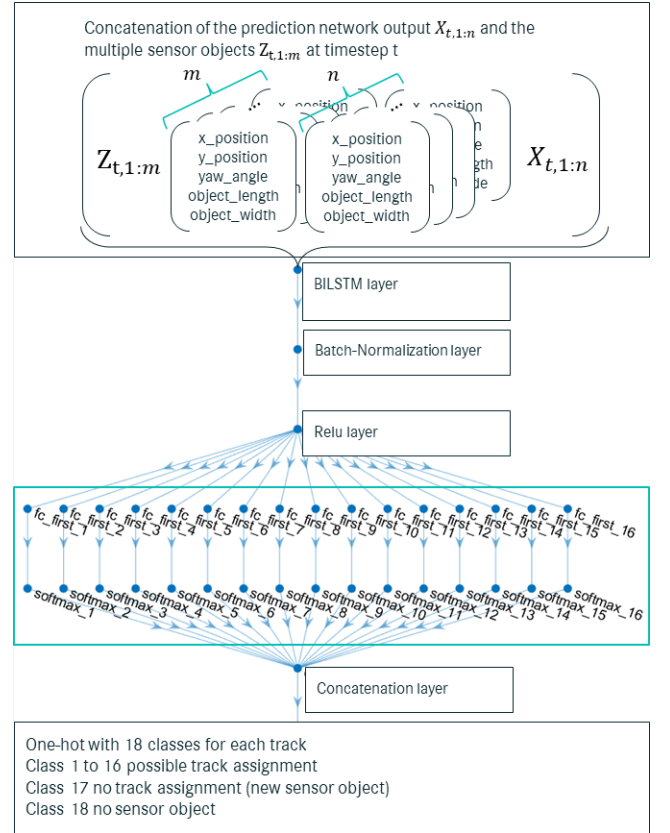 Concatenation of the prediction network output X_{t,1:n} and the
multiple sensor objects Z_{t,1:m} at timestep t
m
n
x_position
x_position
Z_{t,1:m}
x_position
y_position
yaw_angle
object_length
object_width
x_position
y_position
yaw_angle
object_length
object_width
X_{t,1:n}
BILSTM layer
Batch-Normalization layer
Relu layer
fc_first_1
fc_first_2
fc_first_3
fc_first_4
fc_first_5
fc_first_6
fc_first_7
fc_first_8
fc_first_9
fc_first_10
fc_first_11
fc_first_12
fc_first_13
fc_first_14
fc_first_15
fc_first_16
softmax_1
softmax_2
softmax_3
softmax_4
softmax_5
softmax_6
softmax_7
softmax_8
softmax_9
softmax_10
softmax_11
softmax_12
softmax_13
softmax_14
softmax_15
softmax_16
Concatenation layer
One-hot with 18 classes for each track
Class 1 to 16 possible track assignment
Class 17 no track assignment (new sensor object)
Class 18 no sensor object